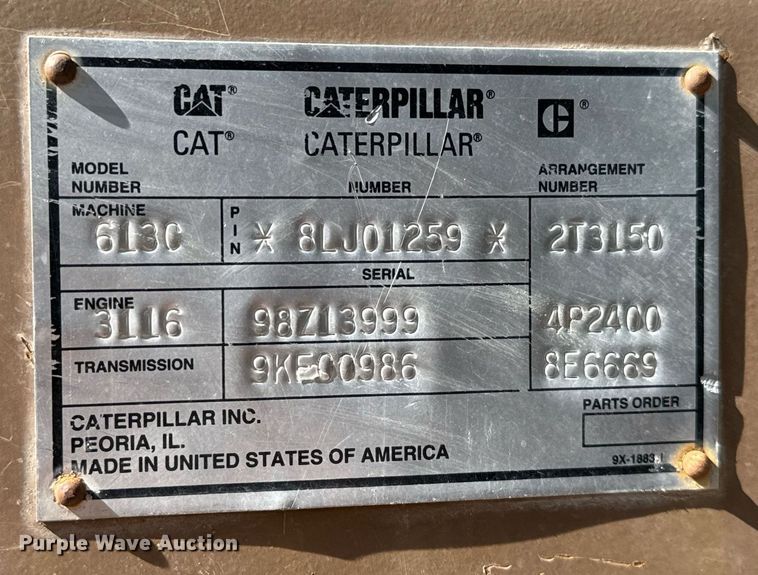 CAT® CATERPILLAR® C®
CAT® CATERPILLAR®
MODEL NUMBER NUMBER ARRANGEMENT NUMBER
MACHINE 613C PIN * 8LJ01259 * 2T3150
SERIAL
ENGINE 3116 98Z13999 4P2400
TRANSMISSION 9KE00986 8E6669
PARTS ORDER
CATERPILLAR INC.
PEORIA, IL.
MADE IN UNITED STATES OF AMERICA
Purple Wave Auction